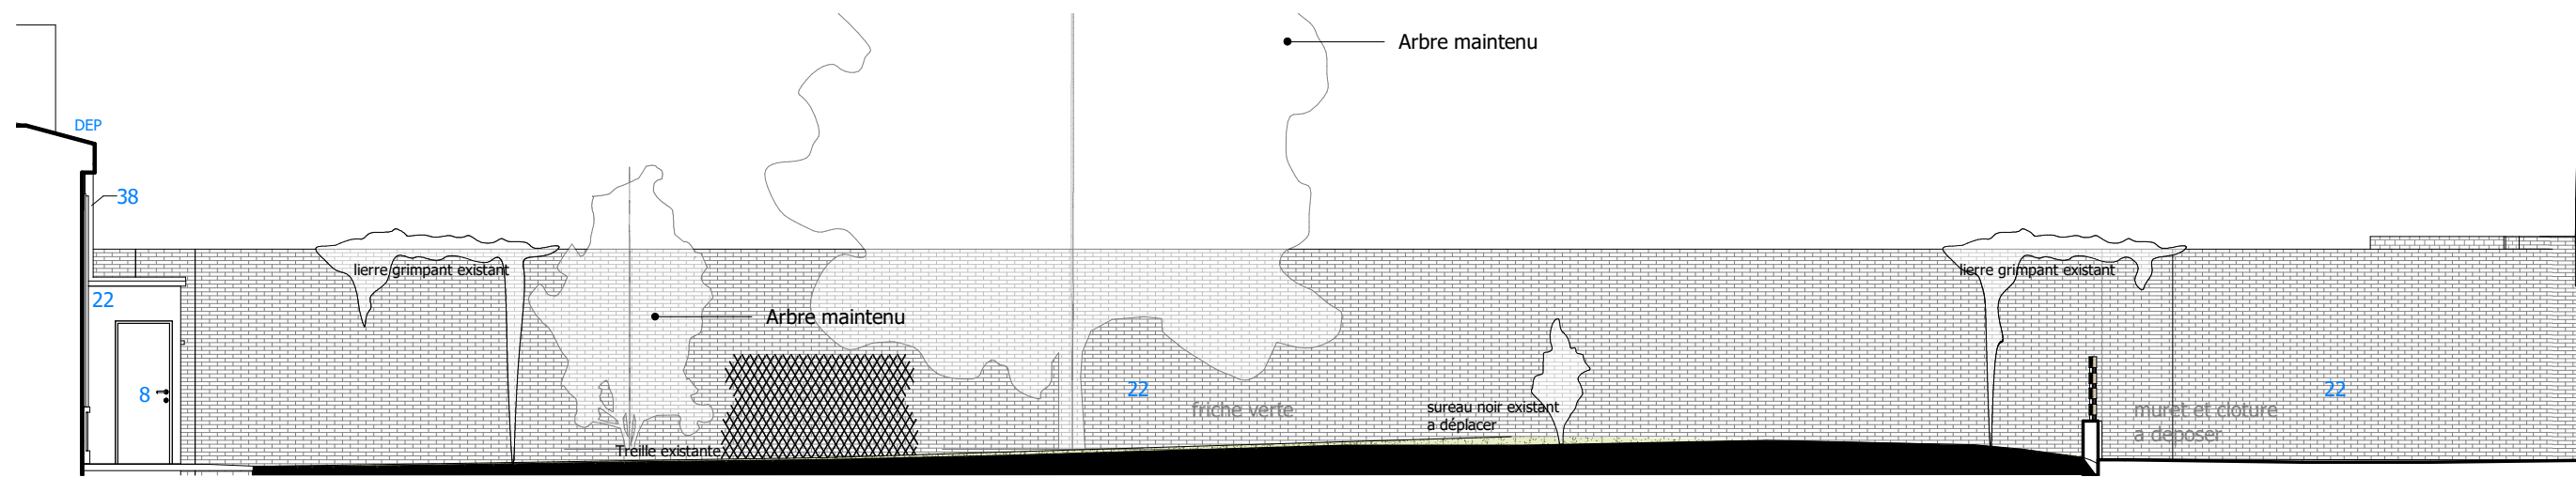 Arbre maintenu
DEP
38
lierre grimpant existant
lierre grimpant existant
22
Arbre maintenu
8
22
22
friche verte
sureau noir existant
a déplacer
muret et cloture
a deposer
Treille existante